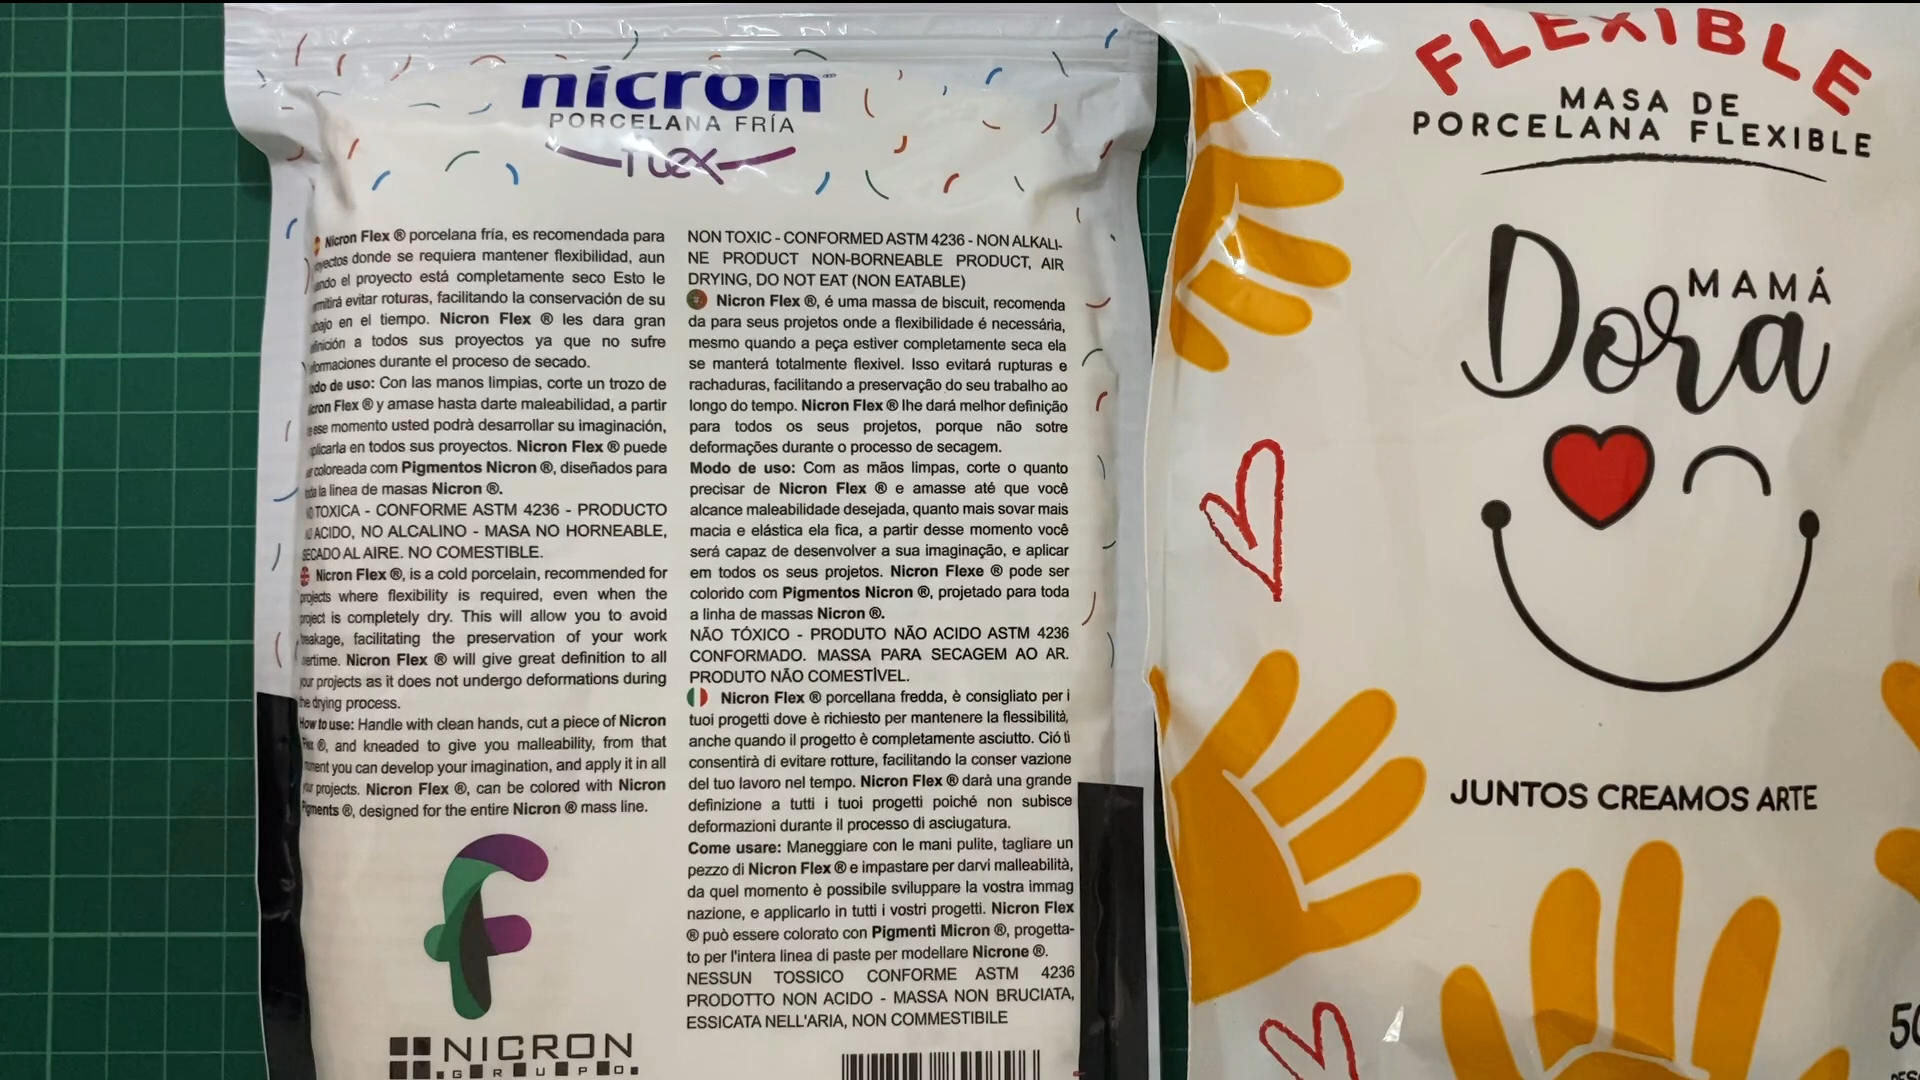 nicron
PORCELANA FRÍA
Flex
Nicron Flex ® porcelana fría, es recomendada para
donde se requiera mantener flexibilidad, aun
el proyecto está completamente seco Esto le
evitar roturas, facilitando la conservación de su
en el tiempo. Nicron Flex ® les dara gran
a todos sus proyectos ya que no sufre
durante el proceso de secado.
de uso: Con las manos limpias, corte un trozo de
Flex ® y amase hasta darte maleabilidad, a partir
ese momento usted podrà desarrollar su imaginación,
en todos sus proyectos. Nicron Flex ® puede
coloreada com Pigmentos Nicron ®, diseñados para
la linea de masas Nicron ®.
TOXICA - CONFORME ASTM 4236 - PRODUCTO
ACIDO, NO ALCALINO - MASA NO HORNEABLE,
SECADO AL AIRE. NO COMESTIBLE.
Nicron Flex ®, is a cold porcelain, recommended for
projects where flexibility is required, even when the
project is completely dry. This will allow you to avoid
facilitating the preservation of your work
Nicron Flex ® will give great definition to all
your projects as it does not undergo deformations during
the drying process.
How to use: Handle with clean hands, cut a piece of Nicron
Flex ®, and kneaded to give you malleability, from that
you can develop your imagination, and apply it in all
projects. Nicron Flex ®, can be colored with Nicron
®, designed for the entire Nicron ® mass line.
NICRON
GRUPO
NON TOXIC - CONFORMED ASTM 4236 - NON ALKALI-
NE PRODUCT NON-BORNEABLE PRODUCT, AIR
DRYING, DO NOT EAT (NON EATABLE)
Nicron Flex ®, é uma massa de biscuit, recomenda
da para seus projetos onde a flexibilidade é necessária,
mesmo quando a peça estiver completamente seca ela
se manterá totalmente flexivel. Isso evitará rupturas e
rachaduras, facilitando a preservação do seu trabalho ao
longo do tempo. Nicron Flex ® lhe dará melhor definição
para todos os seus projetos, porque não sotre
deformações durante o processo de secagem.
Modo de uso: Com as mãos limpas, corte o quanto
precisar de Nicron Flex ® e amasse até que você
alcance maleabilidade desejada, quanto mais sovar mais
macia e elástica ela fica, a partir desse momento você
será capaz de desenvolver a sua imaginação, e aplicar
em todos os seus projetos. Nicron Flexe ® pode ser
colorido com Pigmentos Nicron ®, projetado para toda
a linha de massas Nicron ®.
NÃO TÓXICO - PRODUTO NÃO ACIDO ASTM 4236
CONFORMADO. MASSA PARA SECAGEM AO AR.
PRODUTO NÃO COMESTÍVEL.
Nicron Flex ® porcellana fredda, è consigliato per i
tuoi progetti dove è richiesto per mantenere la flessibilità,
anche quando il progetto è completamente asciutto. Ció ti
consentirà di evitare rotture, facilitando la conser vazione
del tuo lavoro nel tempo. Nicron Flex ® darà una grande
definizione a tutti i tuoi progetti poiché non subisce
deformazioni durante il processo di asciugatura.
Come usare: Maneggiare con le mani pulite, tagliare un
pezzo di Nicron Flex ® e impastare per darvi malleabilità,
da quel momento è possibile sviluppare la vostra immag
nazione, e applicarlo in tutti i vostri progetti. Nicron Flex
® può essere colorato con Pigmenti Micron ®, progetta-
to per l'intera linea di paste per modellare Nicrone ®.
NESSUN TOSSICO CONFORME ASTM 4236
PRODOTTO NON ACIDO - MASSA NON BRUCIATA,
ESSICATA NELL'ARIA, NON COMMESTIBILE
FLEXIBLE
MASA DE
PORCELANA FLEXIBLE
MAMÁ
Dora
JUNTOS CREAMOS ARTE